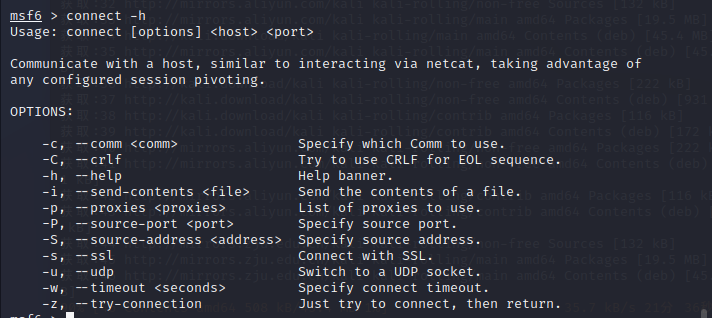 msf6 > connect -h
Usage: connect [options] <host> <port>
Communicate with a host, similar to interacting via netcat, taking advantage of
any configured session pivoting.
OPTIONS:
-c, --comm <comm> Specify which Comm to use.
-C, --crlf Try to use CRLF for EOL sequence.
-h, --help Help banner.
-i, --send-contents <file> Send the contents of a file.
-p, --proxies <proxies> List of proxies to use.
-P, --source-port <port> Specify source port.
-S, --source-address <address> Specify source address.
-s, --ssl Connect with SSL.
-u, --udp Switch to a UDP socket.
-w, --timeout <seconds> Specify connect timeout.
-z, --try-connection Just try to connect, then return.
msf6 >